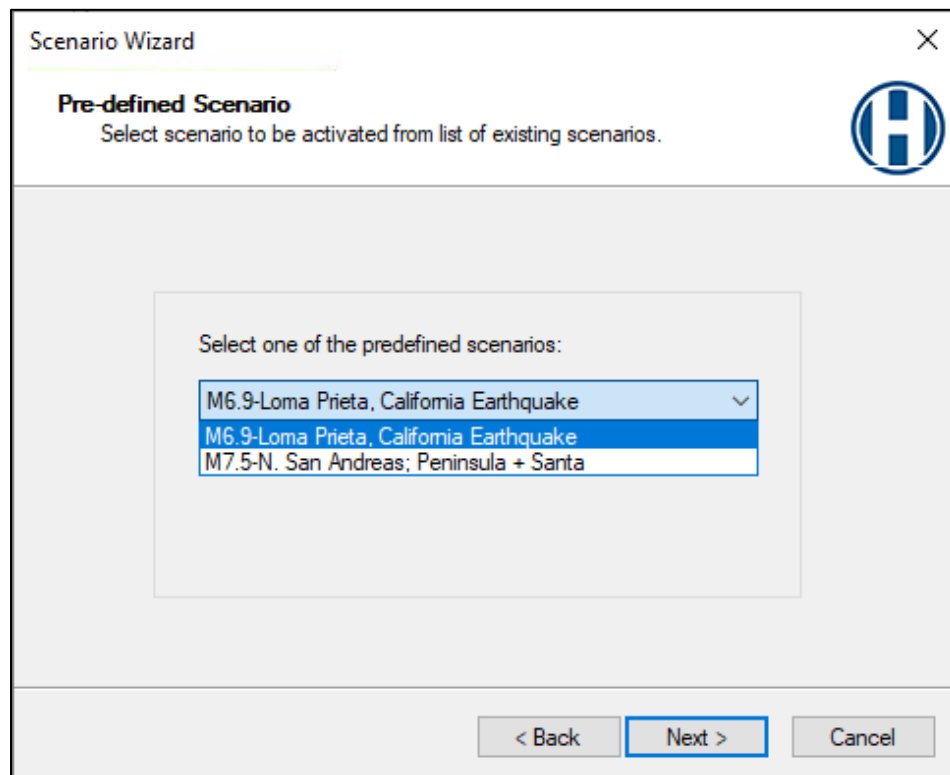 Scenario Wizard
Pre-defined Scenario
Select scenario to be activated from list of existing scenarios.
H
Select one of the predefined scenarios:
M6.9-Loma Prieta, California Earthquake
M6.9-Loma Prieta, California Earthquake
M7.5-N. San Andreas; Peninsula + Santa
< Back Next > Cancel